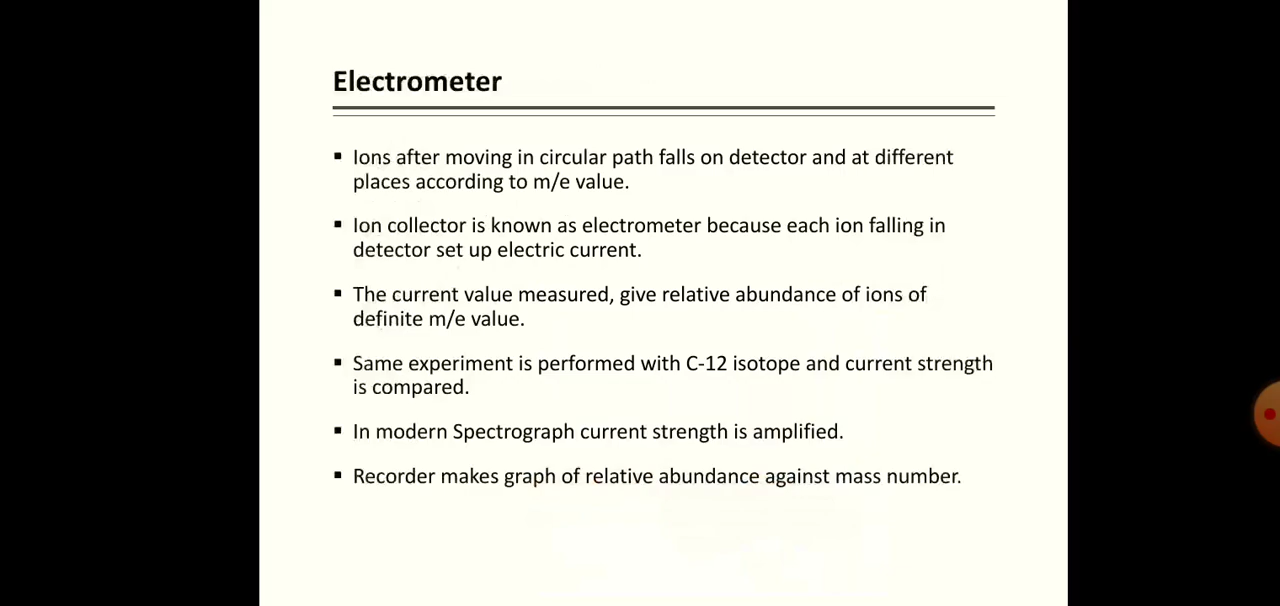 Electrometer
▪ Ions after moving in circular path falls on detector and at different
places according to m/e value.
▪ Ion collector is known as electrometer because each ion falling in
detector set up electric current.
▪ The current value measured, give relative abundance of ions of
definite m/e value.
▪ Same experiment is performed with C-12 isotope and current strength
is compared.
▪ In modern Spectrograph current strength is amplified.
▪ Recorder makes graph of relative abundance against mass number.